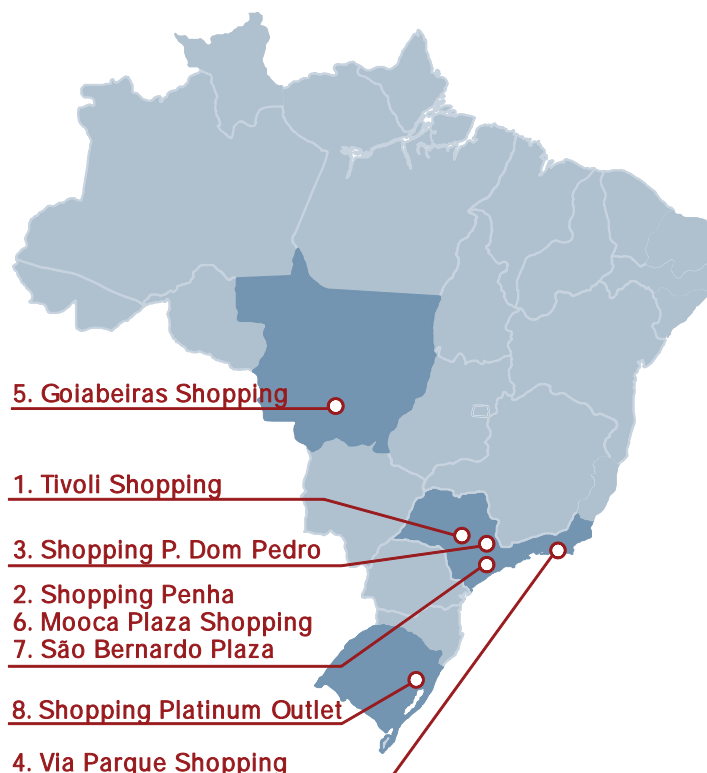 5. Goiabeiras Shopping
1. Tivoli Shopping
3. Shopping P. Dom Pedro
2. Shopping Penha
6. Mooca Plaza Shopping
7. São Bernardo Plaza
8. Shopping Platinum Outlet
4. Via Parque Shopping